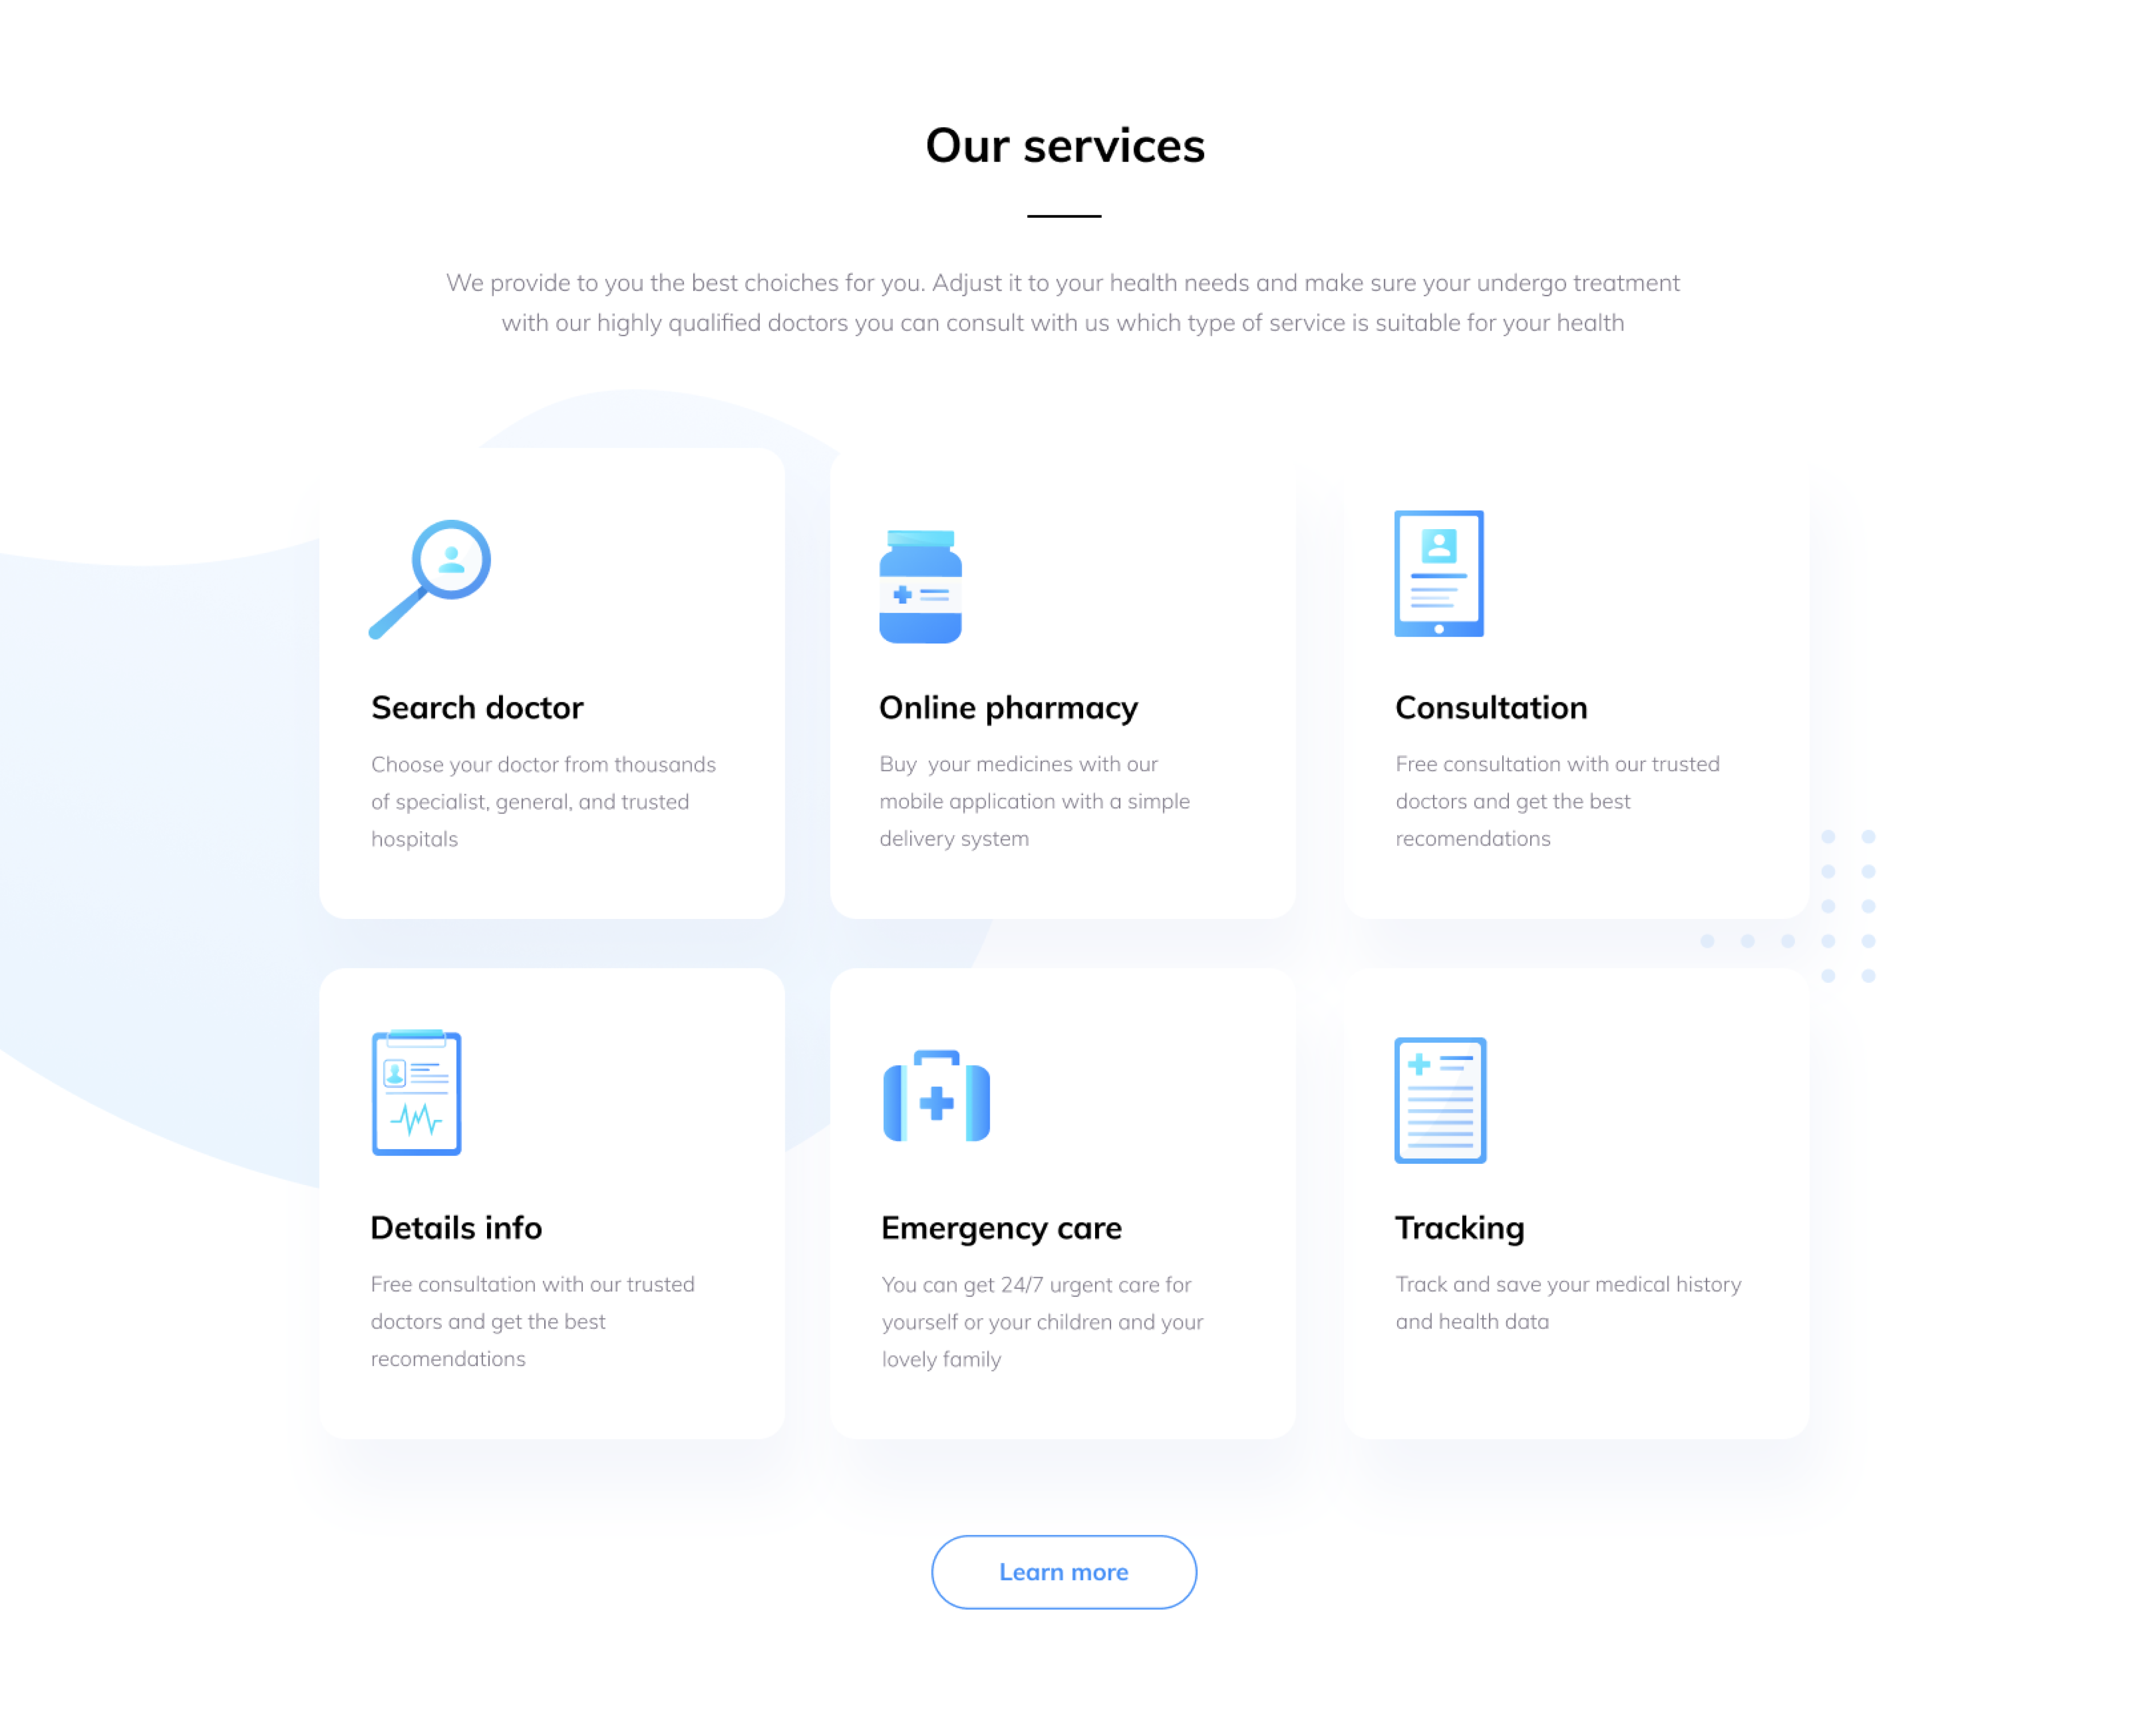 Our services
We provide to you the best choiches for you. Adjust it to your health needs and make sure your undergo treatment
with our highly qualified doctors you can consult with us which type of service is suitable for your health
Search doctor
Choose your doctor from thousands
of specialist, general, and trusted
hospitals
Online pharmacy
Buy  your medicines with our
mobile application with a simple
delivery system
Consultation
Free consultation with our trusted
doctors and get the best
recomendations
Details info
Free consultation with our trusted
doctors and get the best
recomendations
Emergency care
You can get 24/7 urgent care for
yourself or your children and your
lovely family
Tracking
Track and save your medical history
and health data
Learn more